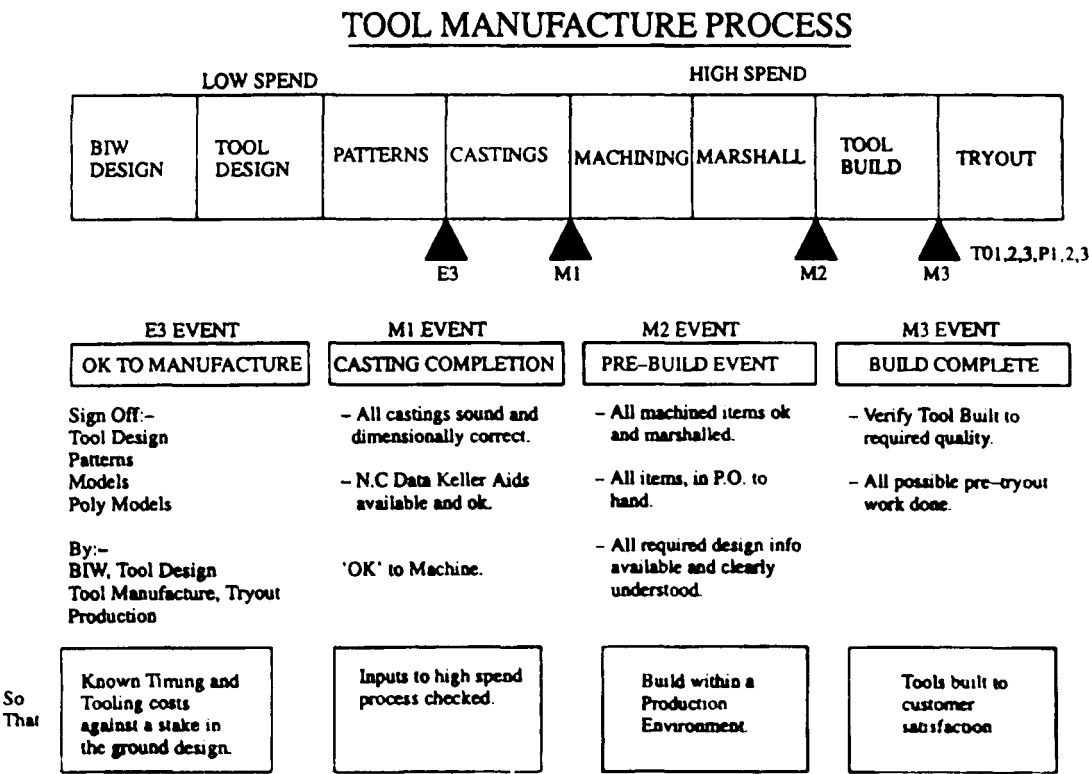 TOOL MANUFACTURE PROCESS
LOW SPEND
HIGH SPEND
BIW
DESIGN
TOOL
DESIGN
PATTERNS
CASTINGS
MACHINING
MARSHALL
TOOL
BUILD
TRYOUT
E3
M1
M2
M3
T01,2,3,P1,2,3
E3 EVENT
OK TO MANUFACTURE
Sign Off:–
Tool Design
Patterns
Models
Poly Models
By:–
BIW, Tool Design
Tool Manufacture, Tryout
Production
M1 EVENT
CASTING COMPLETION
– All castings sound and
dimensionally correct.
– N.C Data Keller Aids
available and ok.
'OK' to Machine.
M2 EVENT
PRE–BUILD EVENT
– All machined items ok
and marshalled.
– All items, in P.O. to
hand.
– All required design info
available and clearly
understood.
M3 EVENT
BUILD COMPLETE
– Verify Tool Built to
required quality.
– All possible pre–tryout
work done.
So
That
Known Timing and
Tooling costs
against a stake in
the ground design.
Inputs to high spend
process checked.
Build within a
Production
Environment.
Tools built to
customer
satisfaction